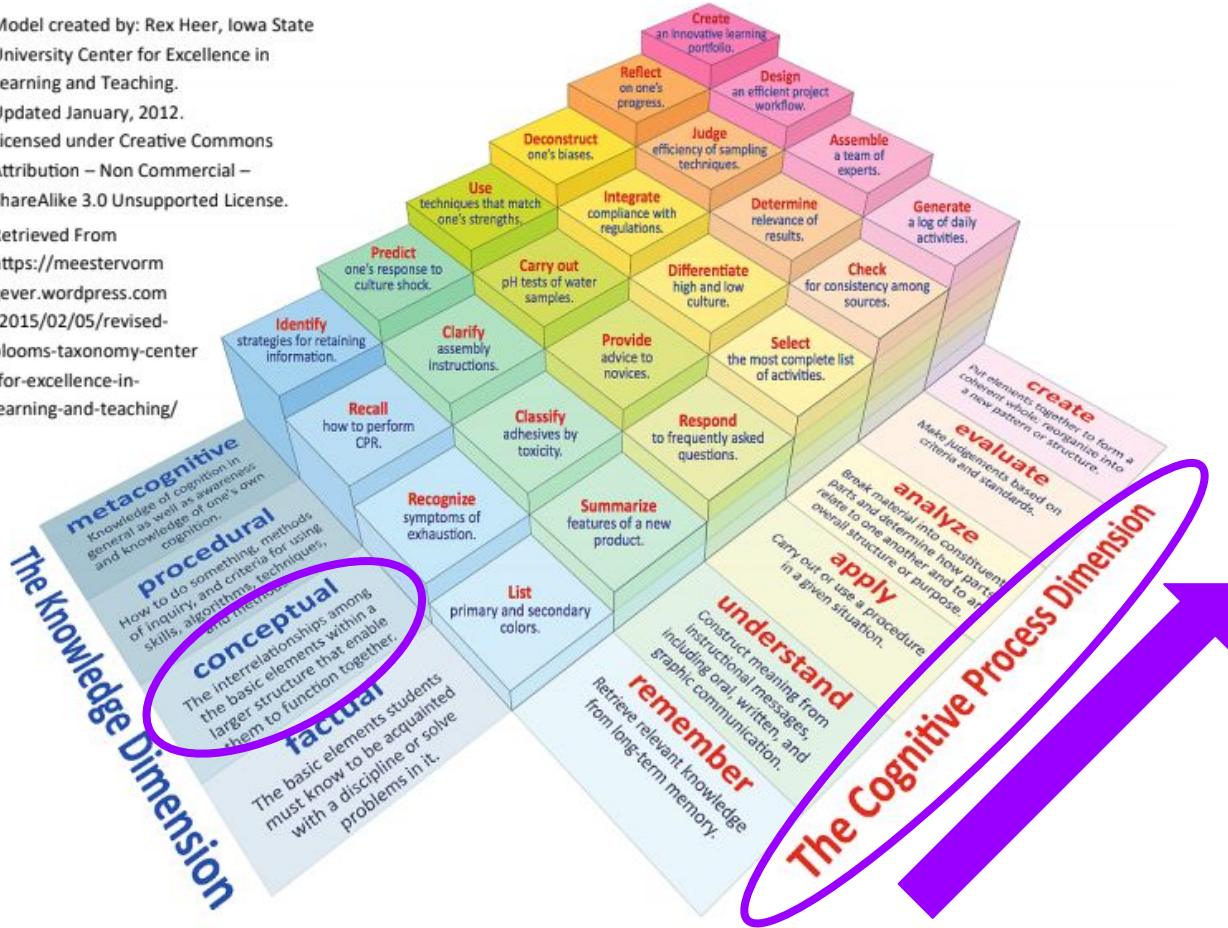 Model created by: Rex Heer, Iowa State
University Center for Excellence in
earning and Teaching.
Updated January, 2012.
icensed under Creative Commons
Attribution – Non Commercial –
hareAlike 3.0 Unsupported License.
etrieved From
ttps://meestervorm
ever.wordpress.com
2015/02/05/revised-
looms-taxonomy-center
for-excellence-in-
earning-and-teaching/
Create
an innovative learning
portfolio.
Reflect
on one's
progress.
Design
an efficient project
workflow.
Deconstruct
one's biases.
Judge
efficiency of sampling
techniques.
Assemble
a team of
experts.
Use
techniques that match
one's strengths.
Integrate
compliance with
regulations.
Determine
relevance of
results.
Generate
a log of daily
activities.
Predict
one's response to
culture shock.
Carry out
pH tests of water
samples.
Differentiate
high and low
culture.
Check
for consistency among
sources.
Identify
strategies for retaining
information.
Clarify
assembly
instructions.
Provide
advice to
novices.
Select
the most complete list
of activities.
Recall
how to perform
CPR.
Classify
adhesives by
toxicity.
Respond
to frequently asked
questions.
Recognize
symptoms of
exhaustion.
Summarize
features of a new
product.
List
primary and secondary
colors.
metacognitive
Knowledge of cognition in
general as well as awareness
and knowledge of one's own
cognition.
procedural
How to do something, methods
of inquiry, and criteria for using
skills, algorithms, techniques,
and methods
conceptual
The interrelationships among
the basic elements within a
larger structure that enable
them to function together.
factual
The basic elements students
must know to be acquainted
with a discipline or solve
problems in it.
The Knowledge Dimension
create
Put elements together to form a
coherent whole; reorganize into
a new pattern or structure.
evaluate
Make judgements based on
criteria and standards.
analyze
Break material into constituent
parts and determine how parts
relate to one another and to an
overall structure or purpose.
apply
Carry out or use a procedure
in a given situation.
understand
Construct meaning from
instructional messages,
including oral, written, and
graphic communication.
remember
Retrieve relevant knowledge
from long-term memory.
The Cognitive Process Dimension